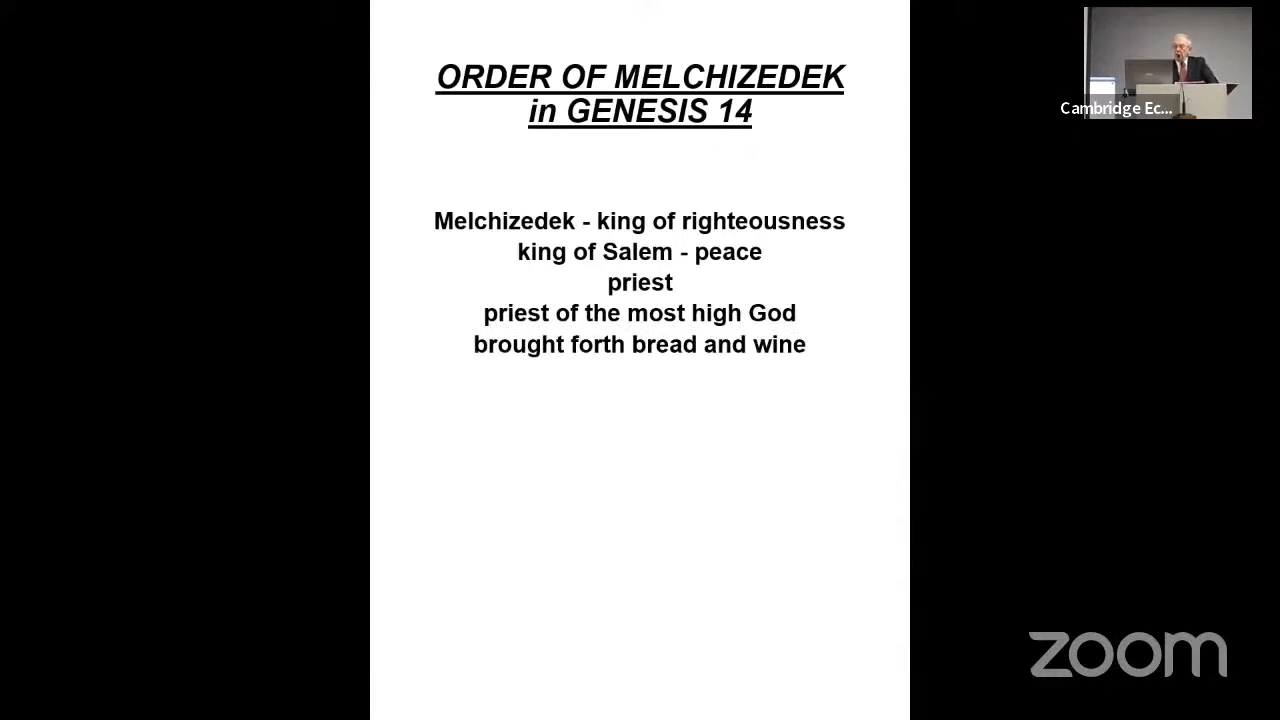 ORDER OF MELCHIZEDEK
in GENESIS 14
Melchizedek - king of righteousness
king of Salem - peace
priest
priest of the most high God
brought forth bread and wine
Cambridge Ec...
zoom